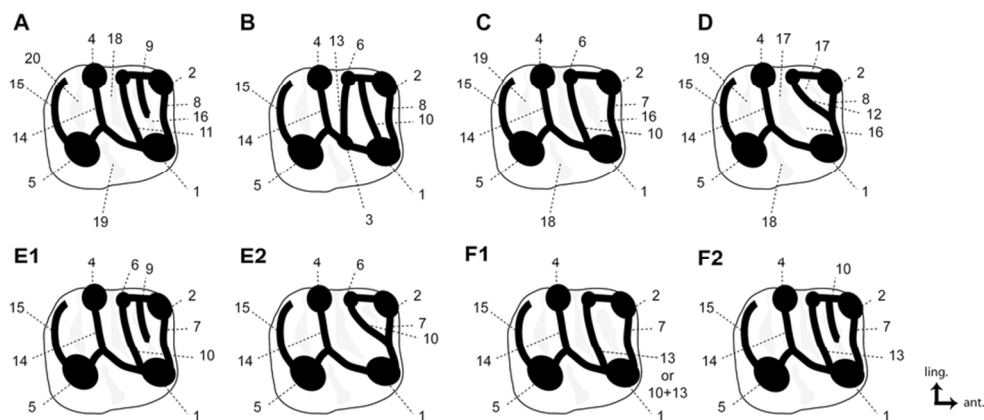 A B C D
4 18 9 20 2 15 8 16 11 14 5 1 19
4 13 6 2 15 8 10 14 5 1 3
4 6 19 2 15 7 16 10 14 5 1 18
4 17 17 19 2 15 8 12 16 14 5 1 18
E1 E2 F1 F2
4 6 9 2 15 7 14 10 5 1
4 6 2 15 7 10 14 5 1
4 2 15 7 14 13 or 10+13 5 1
4 10 2 15 7 14 13 5 1
ling.
ant.